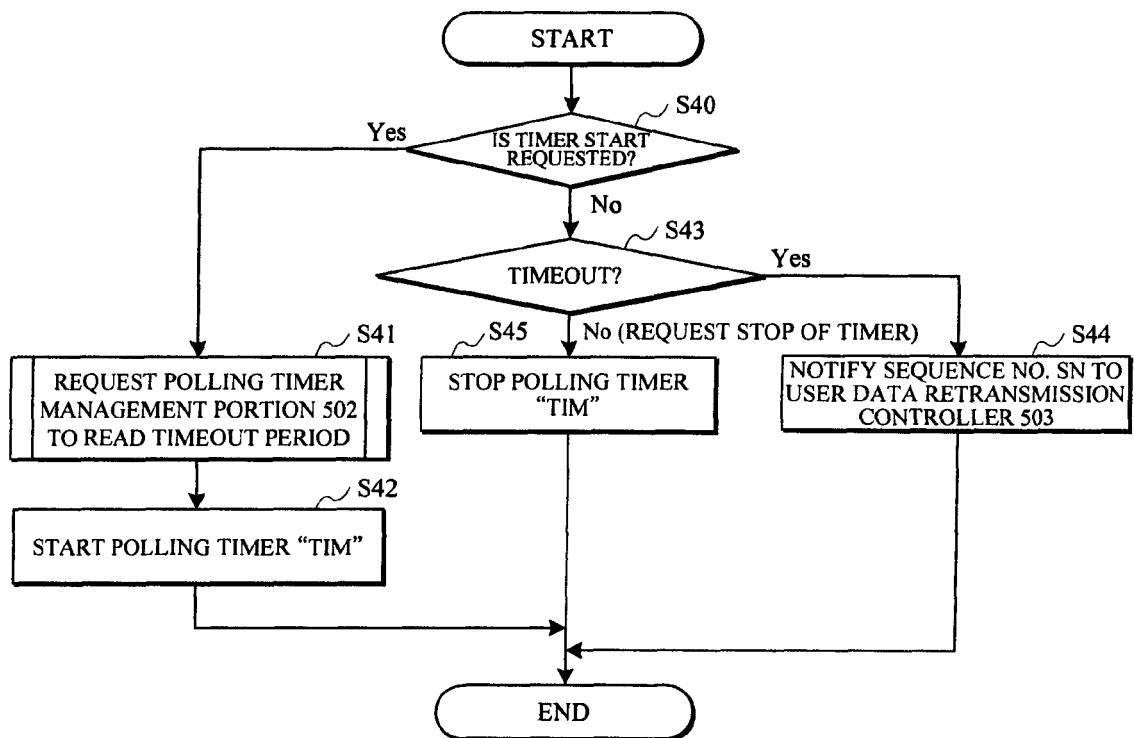 START
S40
Yes
IS TIMER START
REQUESTED?
No
S43
TIMEOUT?
Yes
S41
REQUEST POLLING TIMER
MANAGEMENT PORTION 502
TO READ TIMEOUT PERIOD
S45
No (REQUEST STOP OF TIMER)
STOP POLLING TIMER
“TIM”
S44
NOTIFY SEQUENCE NO. SN TO
USER DATA RETRANSMISSION
CONTROLLER 503
S42
START POLLING TIMER “TIM”
END